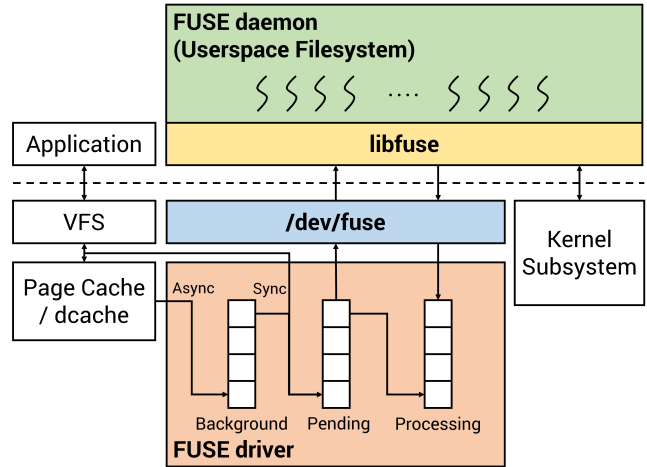 FUSE daemon
(Userspace Filesystem)
....
Application
libfuse
VFS
/dev/fuse
Kernel
Subsystem
Page Cache
/ dcache
Async
Sync
Background
Pending
Processing
FUSE driver